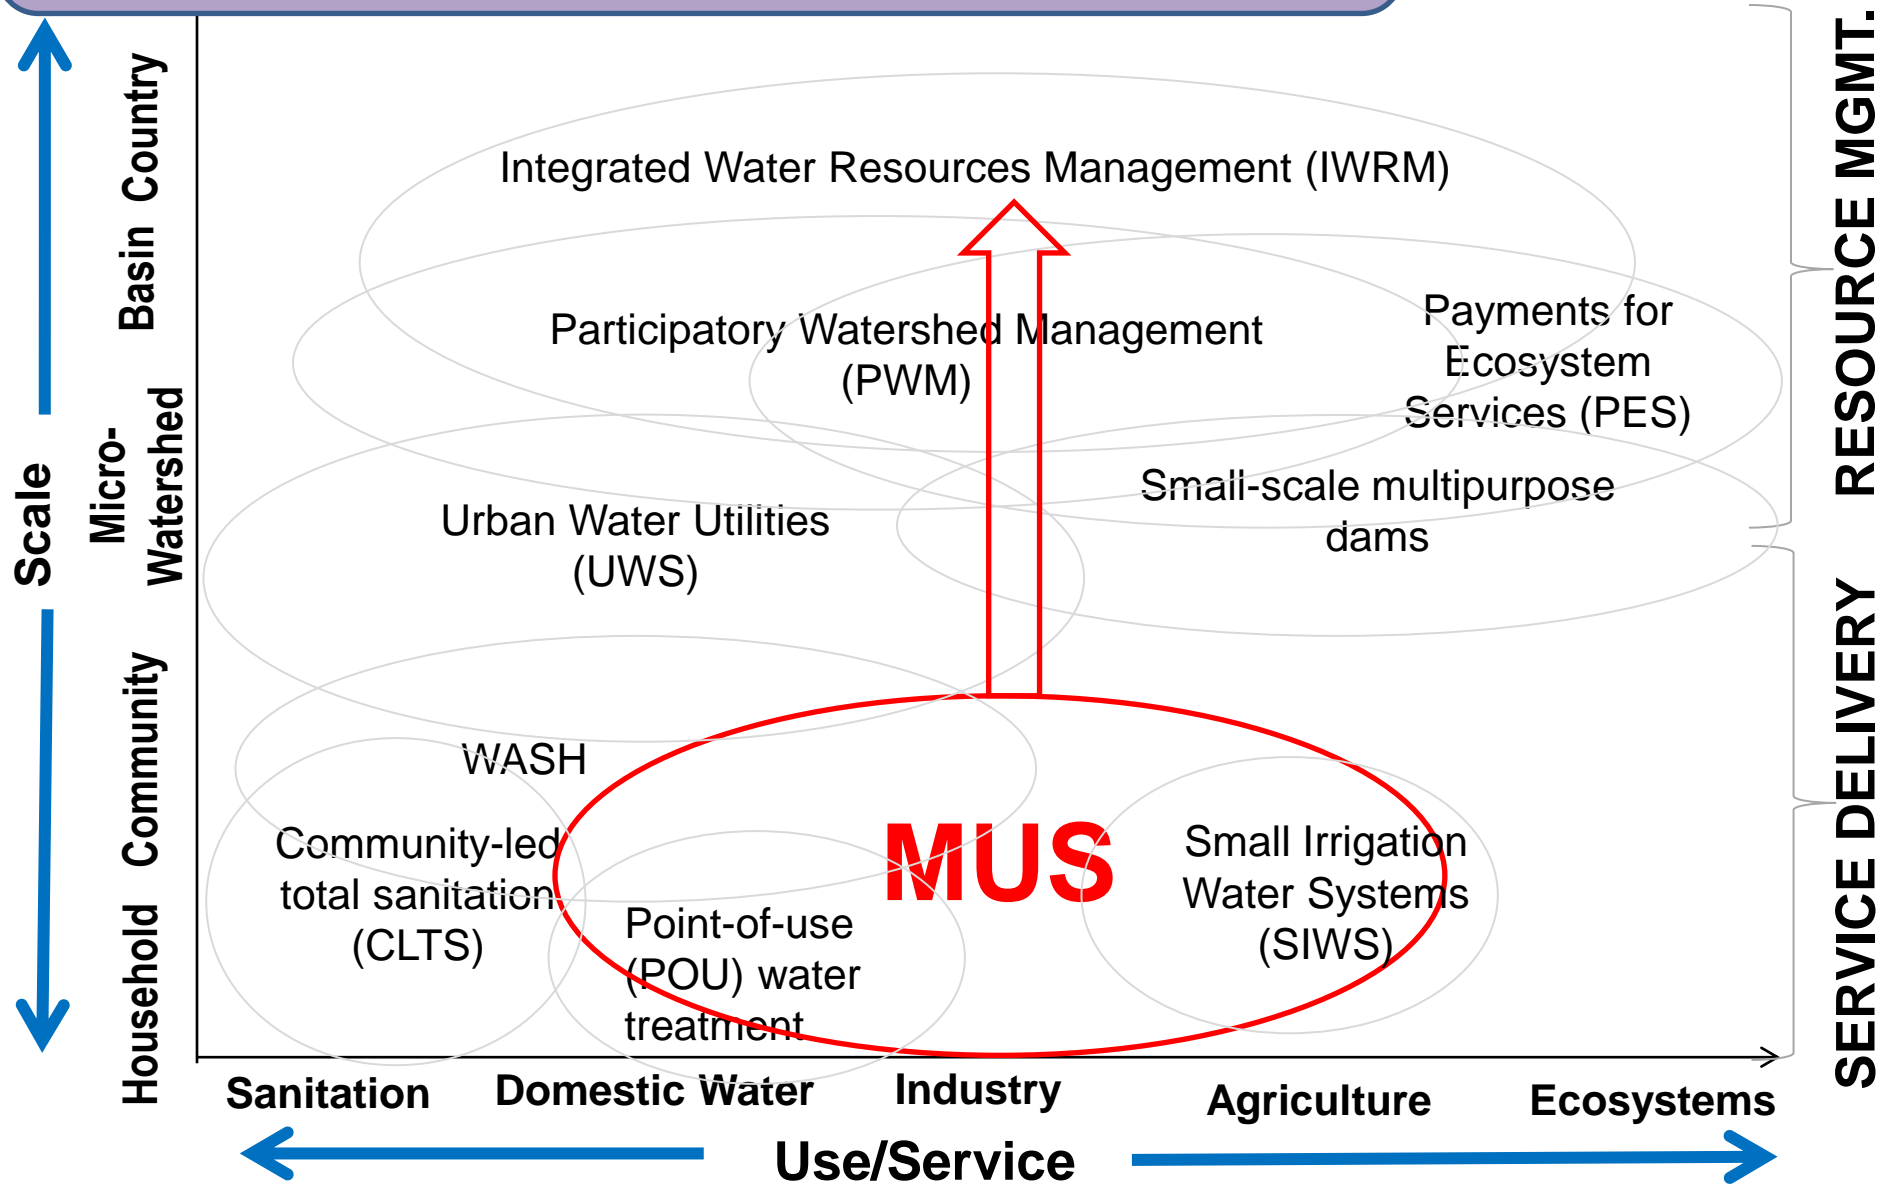 Scale
Country
Basin
Micro-
Watershed
Community
Household
Integrated Water Resources Management (IWRM)
Participatory Watershed Management
(PWM)
Payments for
Ecosystem
Services (PES)
Urban Water Utilities
(UWS)
Small-scale multipurpose
dams
WASH
Community-led
total sanitation
(CLTS)
Point-of-use
(POU) water
treatment
MUS
Small Irrigation
Water Systems
(SIWS)
RESOURCE MGMT.
SERVICE DELIVERY
Sanitation
Domestic Water
Industry
Agriculture
Ecosystems
Use/Service